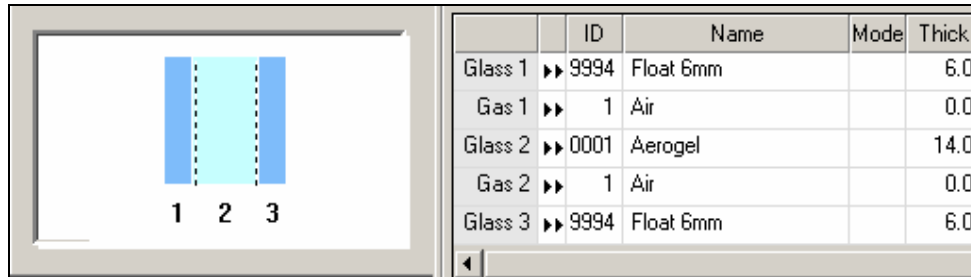 ID Name Mode Thick
Glass 1 9994 Float 6mm 6.0
Gas 1 1 Air 0.0
Glass 2 0001 Aerogel 14.0
Gas 2 1 Air 0.0
Glass 3 9994 Float 6mm 6.0
1 2 3